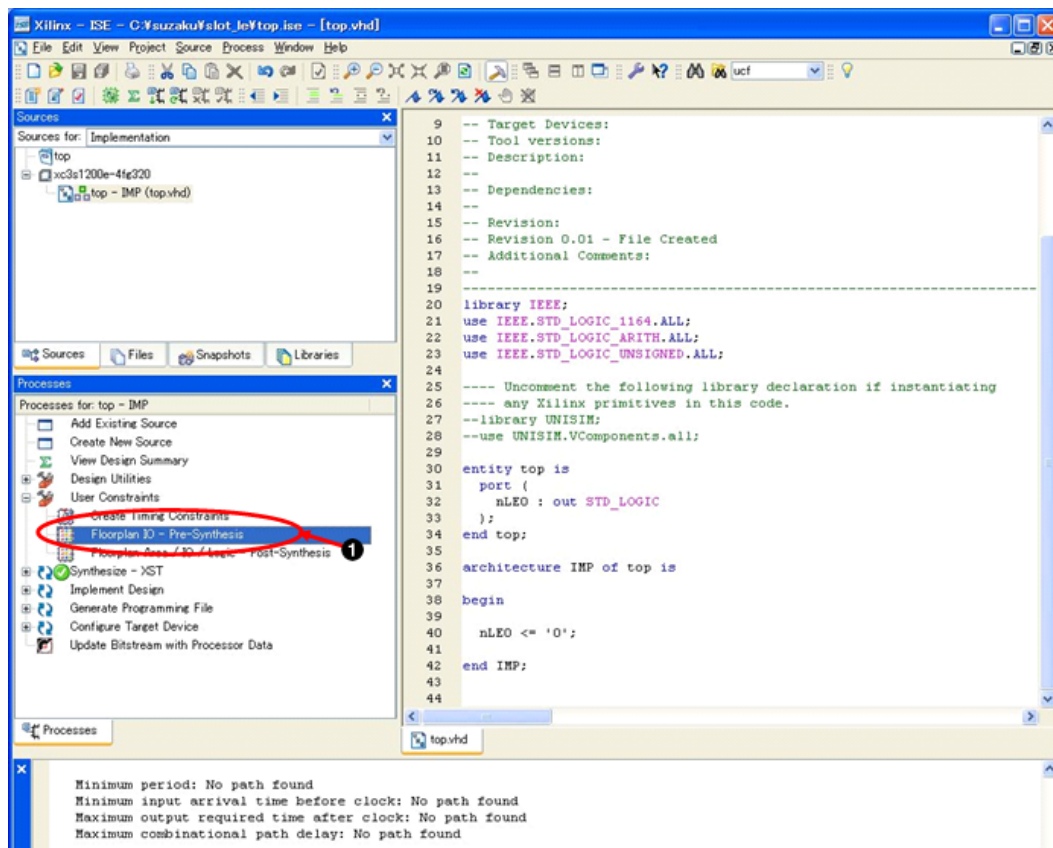 Xilinx - ISE - C:¥suzaku¥slot_le¥top.ise - [top.vhd]
File Edit View Project Source Process Window Help
ucf
Sources
Sources for: Implementation
top
xc3s1200e-4fg320
top - IMP (top.vhd)
Sources Files Snapshots Libraries
Processes
Processes for: top - IMP
Add Existing Source
Create New Source
View Design Summary
Design Utilities
User Constraints
Create Timing Constraints
Floorplan IO - Pre-Synthesis
Floorplan Area / IO / Logic - Post-Synthesis
1
Synthesize - XST
Implement Design
Generate Programming File
Configure Target Device
Update Bitstream with Processor Data
Processes
9 -- Target Devices:
10 -- Tool versions:
11 -- Description:
12 --
13 -- Dependencies:
14 --
15 -- Revision:
16 -- Revision 0.01 - File Created
17 -- Additional Comments:
18 --
19 ----------------------------------------------------------------------
20 library IEEE;
21 use IEEE.STD_LOGIC_1164.ALL;
22 use IEEE.STD_LOGIC_ARITH.ALL;
23 use IEEE.STD_LOGIC_UNSIGNED.ALL;
24
25 ---- Uncomment the following library declaration if instantiating
26 ---- any Xilinx primitives in this code.
27 --library UNISIM;
28 --use UNISIM.VComponents.all;
29
30 entity top is
31 port (
32 nLE0 : out STD_LOGIC
33 );
34 end top;
35
36 architecture IMP of top is
37
38 begin
39
40 nLE0 <= '0';
41
42 end IMP;
43
44
top.vhd
Minimum period: No path found
Minimum input arrival time before clock: No path found
Maximum output required time after clock: No path found
Maximum combinational path delay: No path found